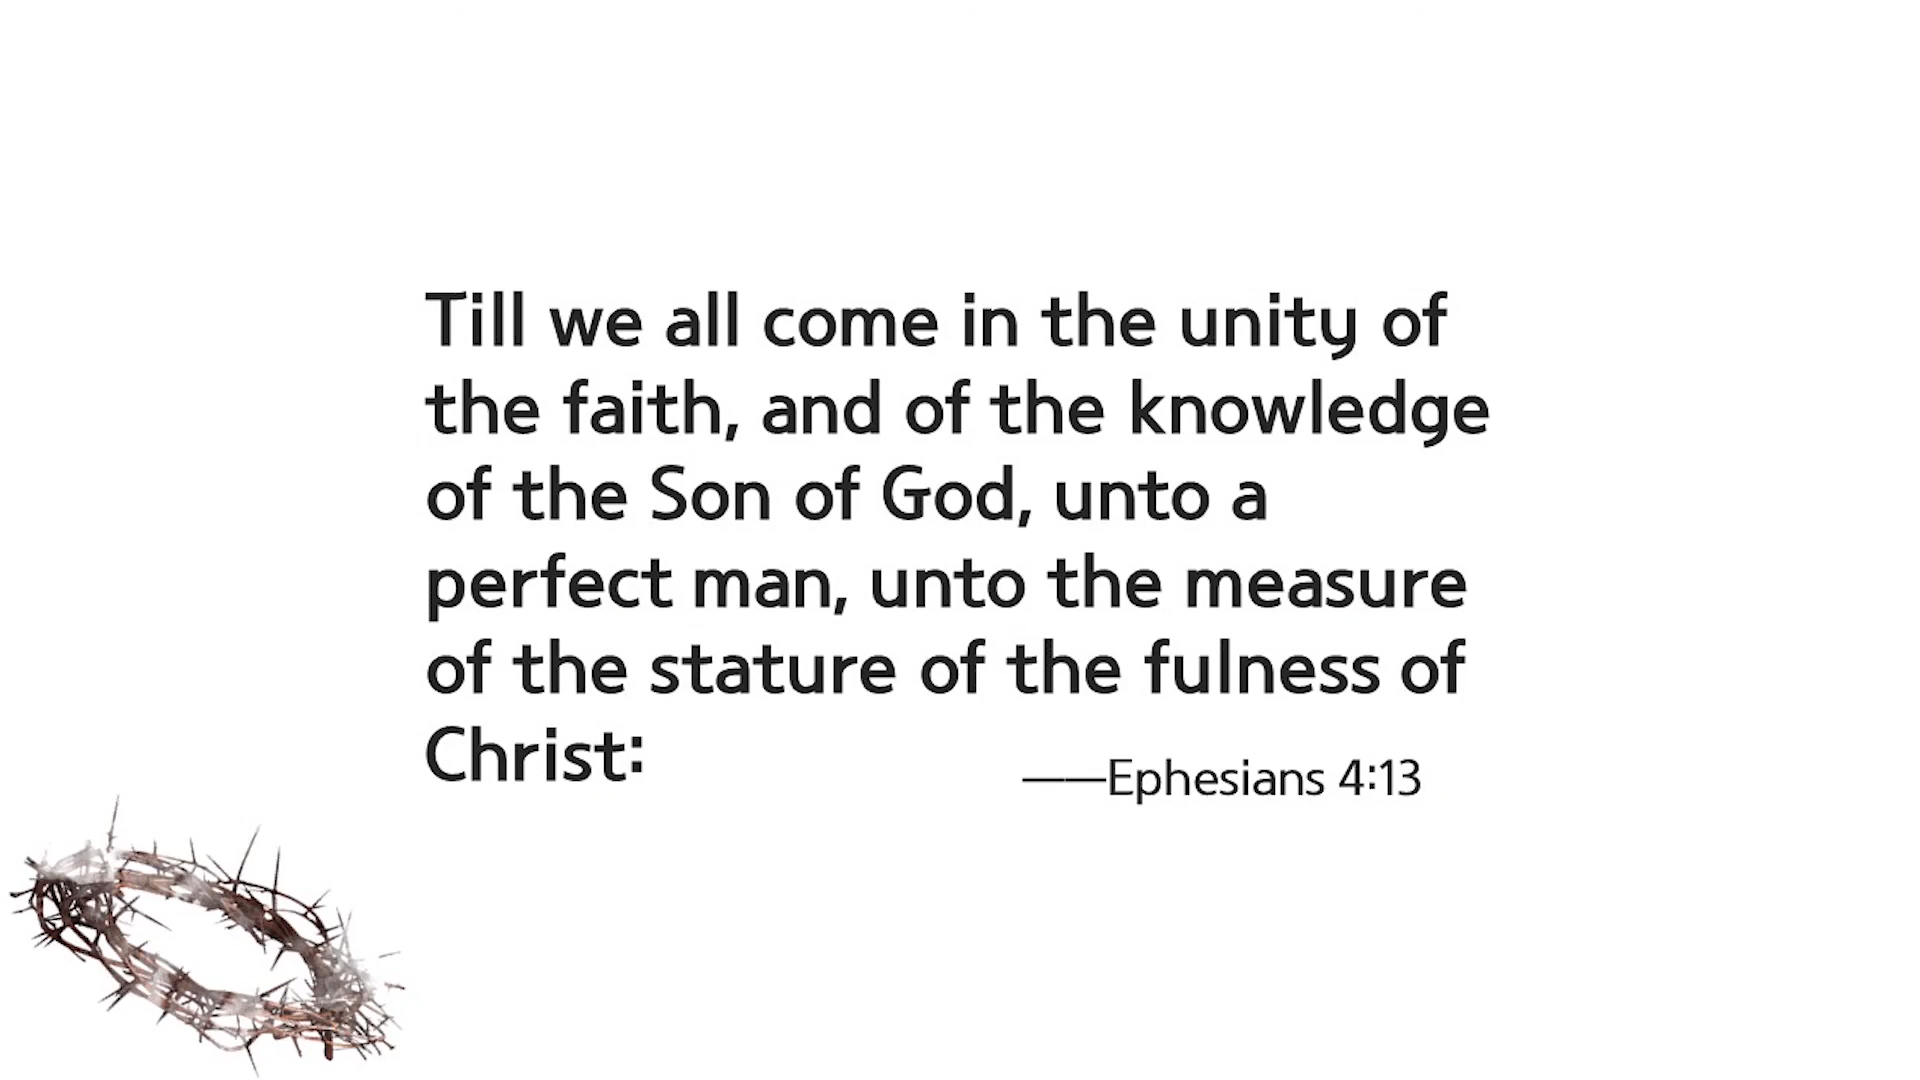 Till we all come in the unity of
the faith, and of the knowledge
of the Son of God, unto a
perfect man, unto the measure
of the stature of the fulness of
Christ:
——Ephesians 4:13